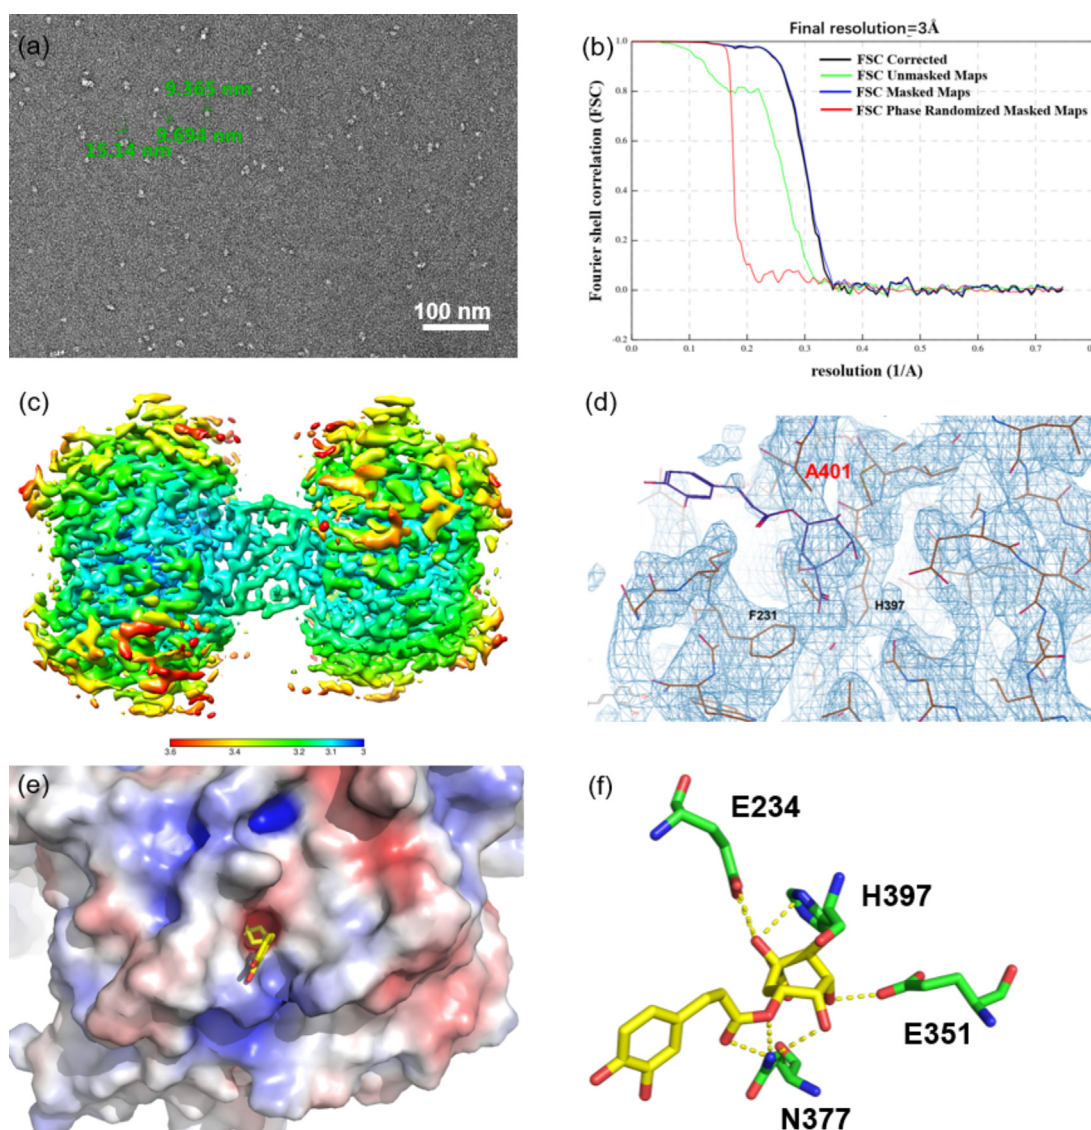 (a)
9.365 nm
9.694 nm
15.14 nm
100 nm
(b)
Final resolution=3Å
FSC Corrected
FSC Unmasked Maps
FSC Masked Maps
FSC Phase Randomized Masked Maps
Fourier shell correlation (FSC)
1.0
0.8
0.6
0.4
0.2
0.0
-0.2
0.0 0.1 0.2 0.3 0.4 0.5 0.6 0.7 0.8
resolution (1/A)
(c)
3.6 3.4 3.2 3.1 3
(d)
A401
F231
H397
(e)
(f)
E234
H397
E351
N377